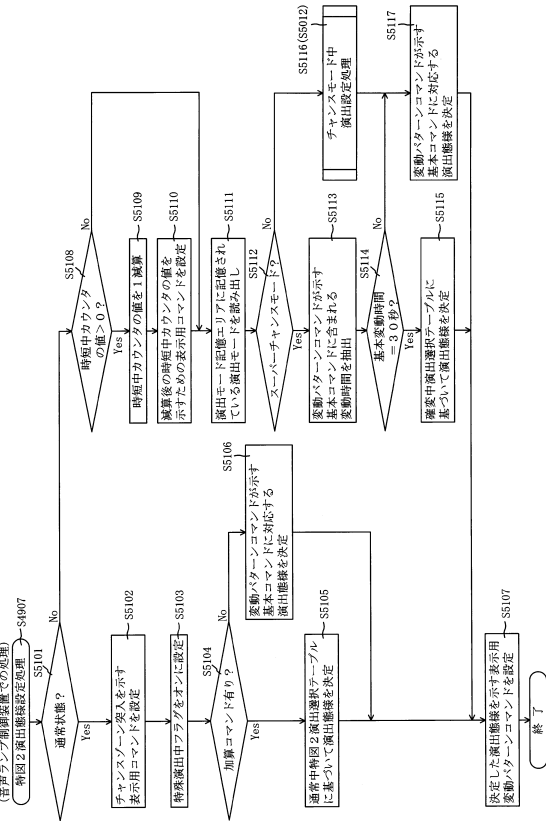 (音声ランプ制御装置での処理)
特図2演出態様設定処理
S4907
S5101
通常状態?
No
Yes
チャンスゾーン突入を示す
表示用コマンドを設定
S5102
特殊演出中フラグをオンに設定
S5103
S5104
加算コマンド有り?
No
Yes
通常中特図2演出選択テーブル
に基づいて演出態様を決定
S5105
変動パターンコマンドが示す
基本コマンドに対応する
演出態様を決定
S5106
決定した演出態様を示す表示用
変動パターンコマンドを設定
S5107
終了
S5108
時短中カウンタ
の値>0?
No
Yes
時短中カウンタの値を1減算
S5109
減算後の時短中カウンタの値を
示すための表示用コマンドを設定
S5110
演出モード記憶エリアに記憶され
ている演出モードを読み出し
S5111
S5112
スーパーチャンスモード?
No
Yes
変動パターンコマンドが示す
基本コマンドに含まれる
変動時間を抽出
S5113
S5114
基本変動時間
=30秒?
No
Yes
確変中演出選択テーブルに
基づいて演出態様を決定
S5115
S5116(S5012)
チャンスモード中
演出設定処理
S5117
変動パターンコマンドが示す
基本コマンドに対応する
演出態様を決定